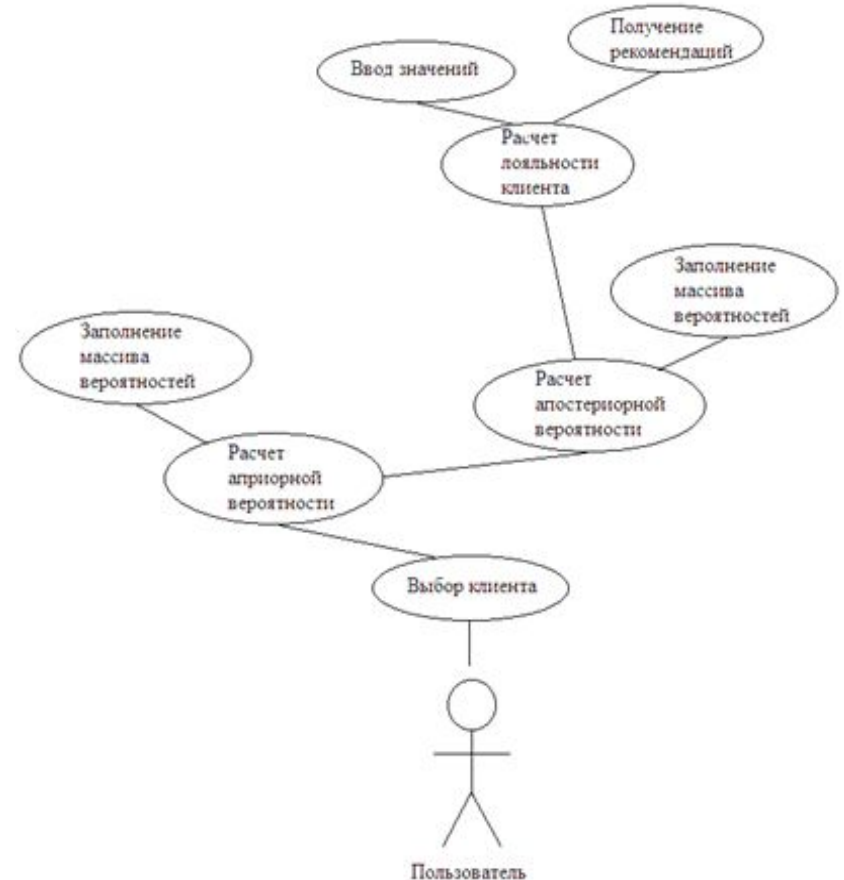 Получение
рекомендаций
Ввод значений
Расчет
лояльности
клиента
Заполнение
массива
вероятностей
Заполнение
массива
вероятностей
Расчет
апостериорной
вероятности
Расчет
априорной
вероятности
Выбор клиента
Пользователь